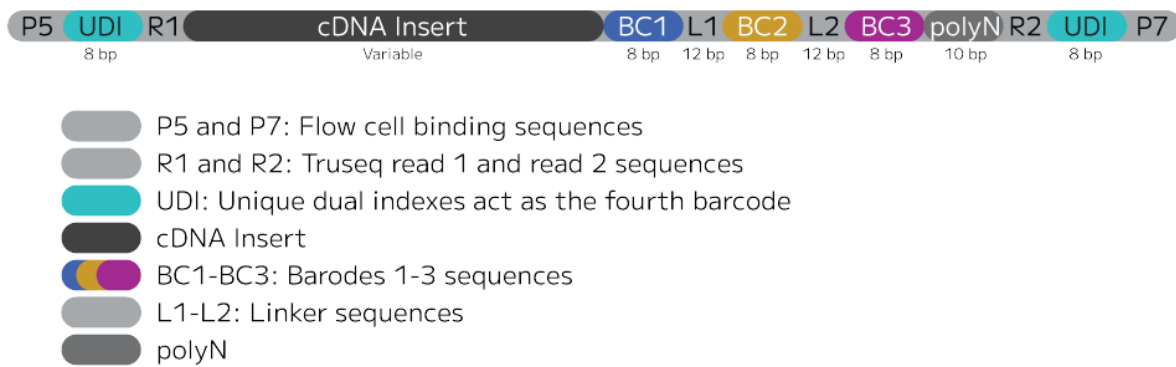 P5 UDI R1 cDNA Insert BC1 L1 BC2 L2 BC3 polyN R2 UDI P7
8 bp Variable 8 bp 12 bp 8 bp 12 bp 8 bp 10 bp 8 bp
P5 and P7: Flow cell binding sequences
R1 and R2: Truseq read 1 and read 2 sequences
UDI: Unique dual indexes act as the fourth barcode
cDNA Insert
BC1-BC3: Barodes 1-3 sequences
L1-L2: Linker sequences
polyN